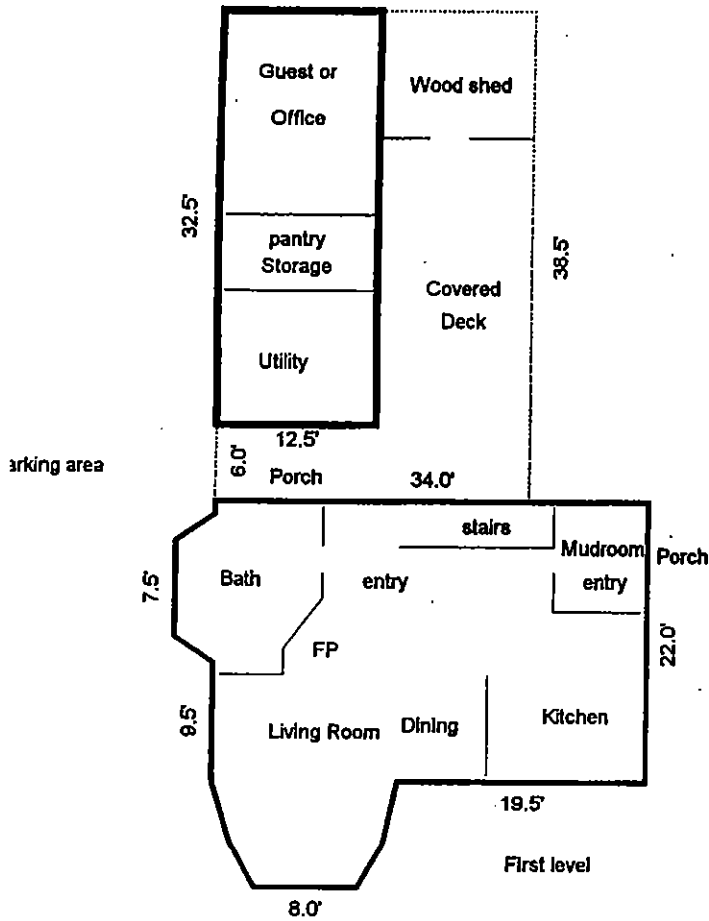 Guest or
Office
Wood shed
32.5'
pantry
Storage
38.5'
Covered
Deck
Utility
12.5'
arking area
6.0'
Porch
34.0'
stairs
Mudroom
Porch
7.5'
Bath
entry
entry
FP
22.0'
9.5'
Living Room
Dining
Kitchen
19.5'
First level
8.0'